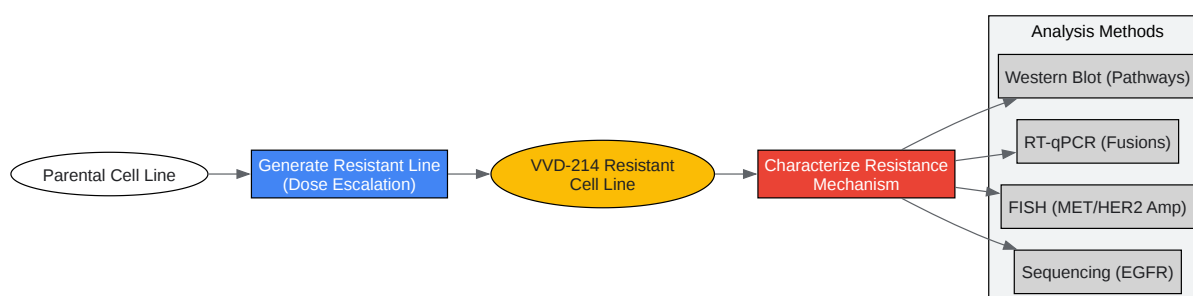 Parental Cell Line
Generate Resistant Line
(Dose Escalation)
VVD-214 Resistant
Cell Line
Characterize Resistance
Mechanism
Analysis Methods
Western Blot (Pathways)
RT-qPCR (Fusions)
FISH (MET/HER2 Amp)
Sequencing (EGFR)